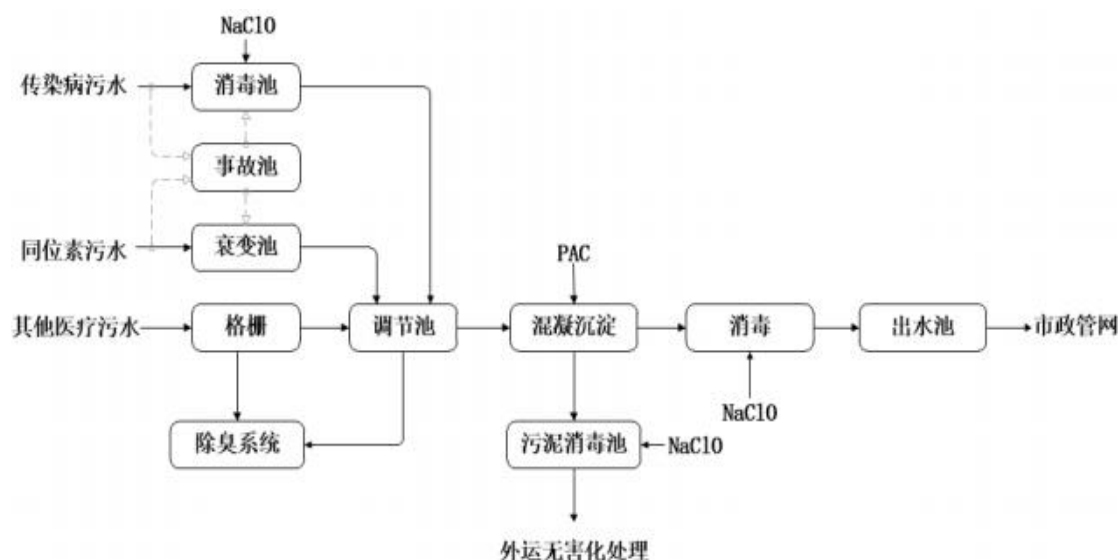 NaClO
传染病污水
消毒池
事故池
同位素污水
衰变池
PAC
其他医疗污水
格栅
调节池
混凝沉淀
消毒
出水池
市政管网
NaClO
除臭系统
污泥消毒池
NaClO
外运无害化处理